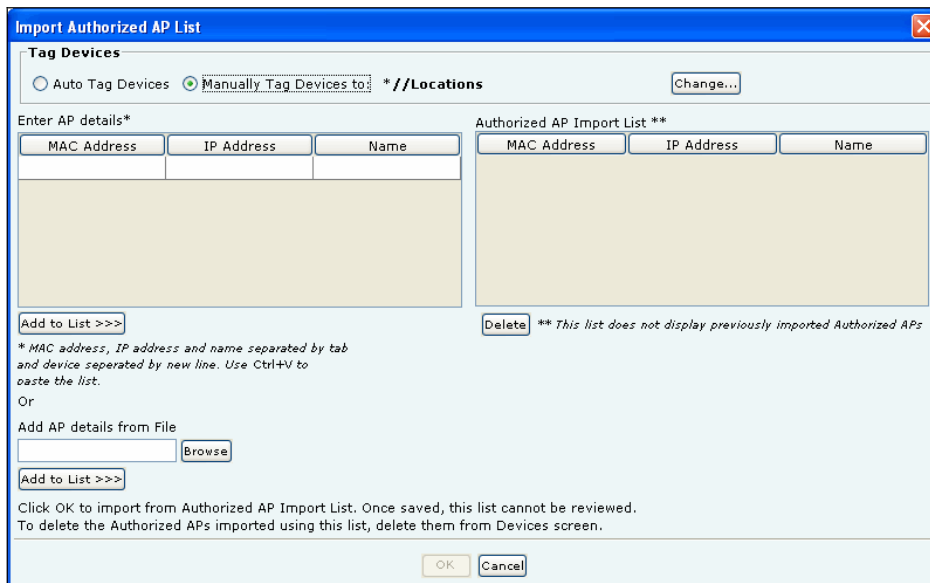 Import Authorized AP List
Tag Devices
Auto Tag Devices Manually Tag Devices to: *//Locations Change...
Enter AP details*
MAC Address IP Address Name
Authorized AP Import List **
MAC Address IP Address Name
Add to List >>>
* MAC address, IP address and name separated by tab
and device seperated by new line. Use Ctrl+V to
paste the list.
Delete ** This list does not display previously imported Authorized APs
Or
Add AP details from File
Browse
Add to List >>>
Click OK to import from Authorized AP Import List. Once saved, this list cannot be reviewed.
To delete the Authorized APs imported using this list, delete them from Devices screen.
OK Cancel